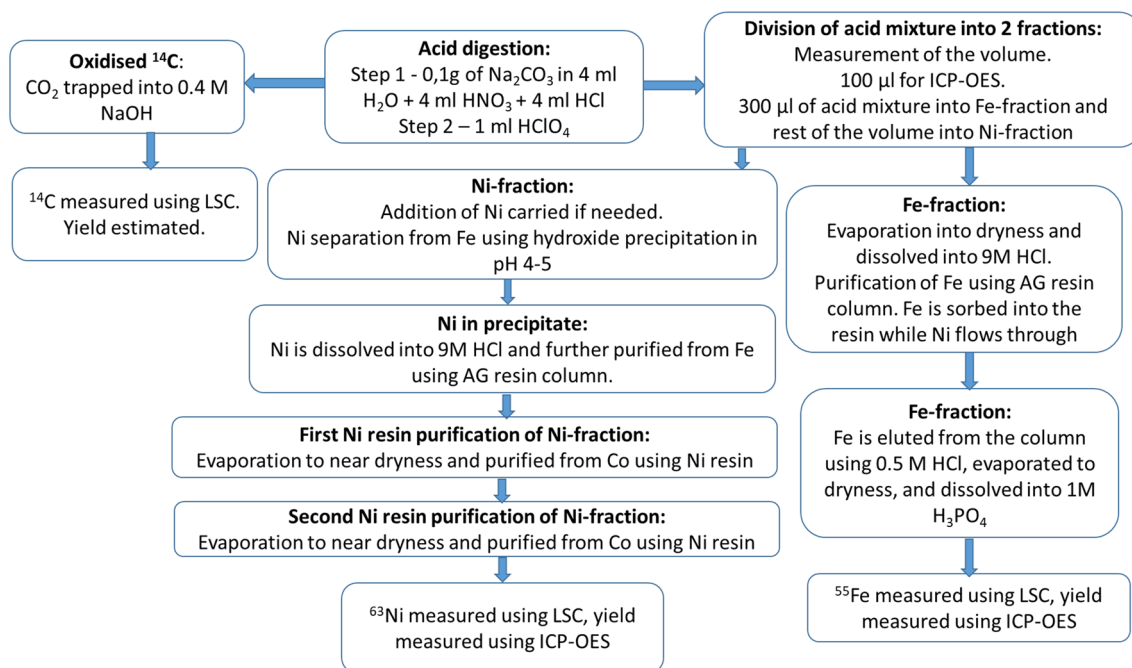 Oxidised ¹⁴C:
CO₂ trapped into 0.4 M
NaOH
Acid digestion:
Step 1 - 0,1g of Na₂CO₃ in 4 ml
H₂O + 4 ml HNO₃ + 4 ml HCl
Step 2 – 1 ml HClO₄
Division of acid mixture into 2 fractions:
Measurement of the volume.
100 µl for ICP-OES.
300 µl of acid mixture into Fe-fraction and
rest of the volume into Ni-fraction
¹⁴C measured using LSC.
Yield estimated.
Ni-fraction:
Addition of Ni carried if needed.
Ni separation from Fe using hydroxide precipitation in
pH 4-5
Fe-fraction:
Evaporation into dryness and
dissolved into 9M HCl.
Purification of Fe using AG resin
column. Fe is sorbed into the
resin while Ni flows through
Ni in precipitate:
Ni is dissolved into 9M HCl and further purified from Fe
using AG resin column.
First Ni resin purification of Ni-fraction:
Evaporation to near dryness and purified from Co using Ni resin
Fe-fraction:
Fe is eluted from the column
using 0.5 M HCl, evaporated to
dryness, and dissolved into 1M
H₃PO₄
Second Ni resin purification of Ni-fraction:
Evaporation to near dryness and purified from Co using Ni resin
⁶³Ni measured using LSC, yield
measured using ICP-OES
⁵⁵Fe measured using LSC, yield
measured using ICP-OES